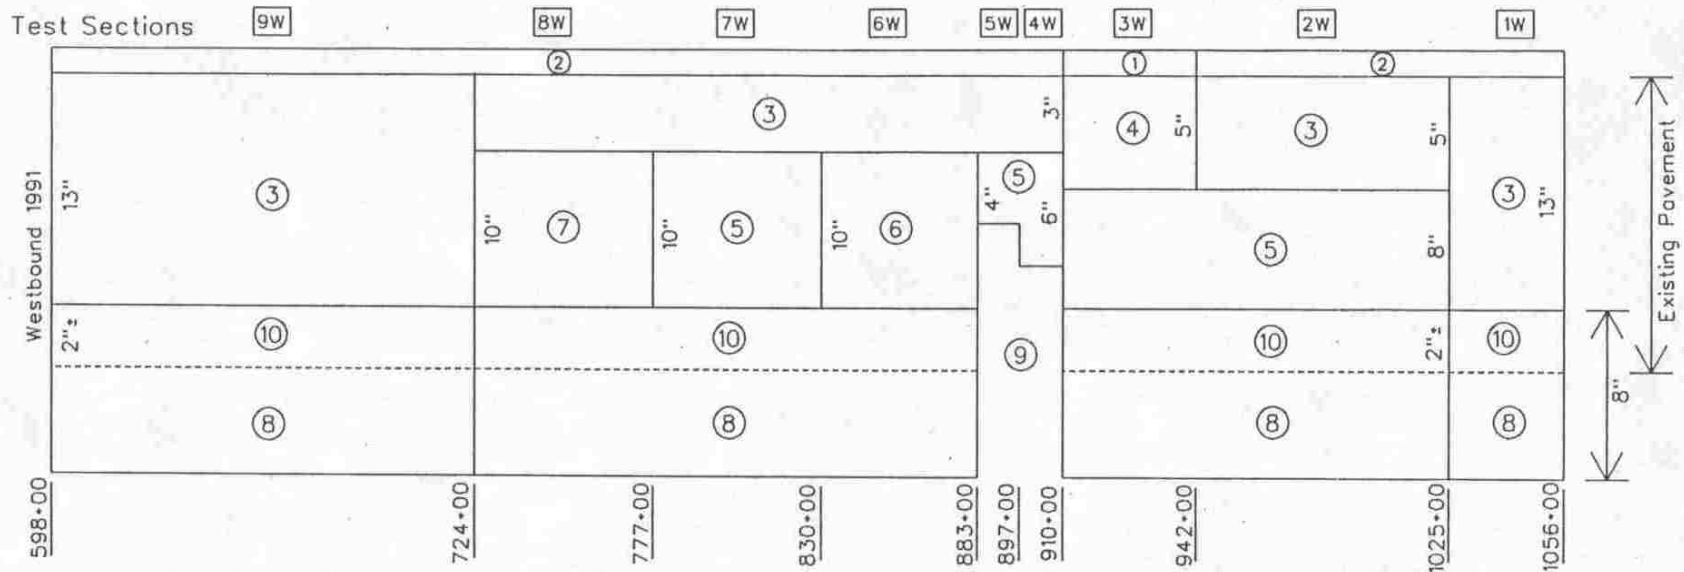 Test Sections 9W 8W 7W 6W 5W 4W 3W 2W 1W
2 1 2
3 3" 4 5" 3 5"
Westbound 1991 13" 3 10" 7 10" 5 10" 6 4" 5 6" 5 8" 3 13" Existing Pavement
2"± 10 10 9 10 2"± 10
8 8 8 8 8"
598+00 724+00 777+00 830+00 883+00 897+00 910+00 942+00 1025+00 1056+00